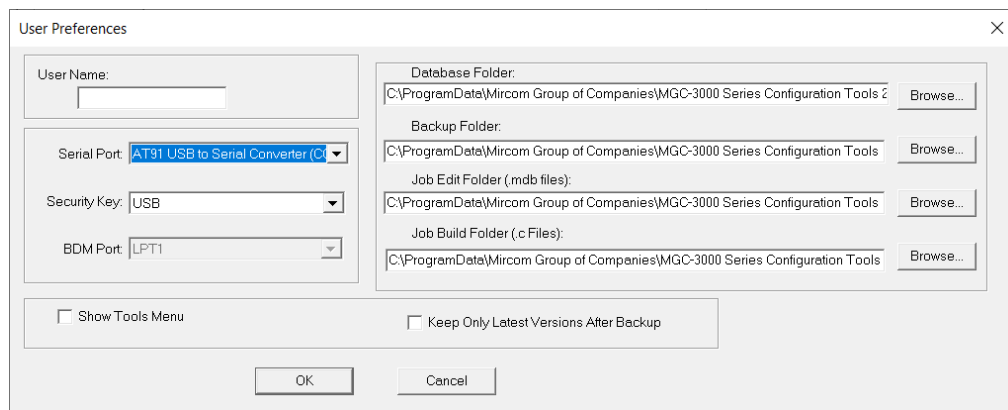 User Preferences
User Name:
Serial Port:
AT91 USB to Serial Converter (CO
Security Key:
USB
BDM Port:
LPT1
Database Folder:
C:\ProgramData\Mircom Group of Companies\MGC-3000 Series Configuration Tools 2
Browse...
Backup Folder:
C:\ProgramData\Mircom Group of Companies\MGC-3000 Series Configuration Tools
Browse...
Job Edit Folder (.mdb files):
C:\ProgramData\Mircom Group of Companies\MGC-3000 Series Configuration Tools
Browse...
Job Build Folder (.c Files):
C:\ProgramData\Mircom Group of Companies\MGC-3000 Series Configuration Tools
Browse...
Show Tools Menu
Keep Only Latest Versions After Backup
OK
Cancel